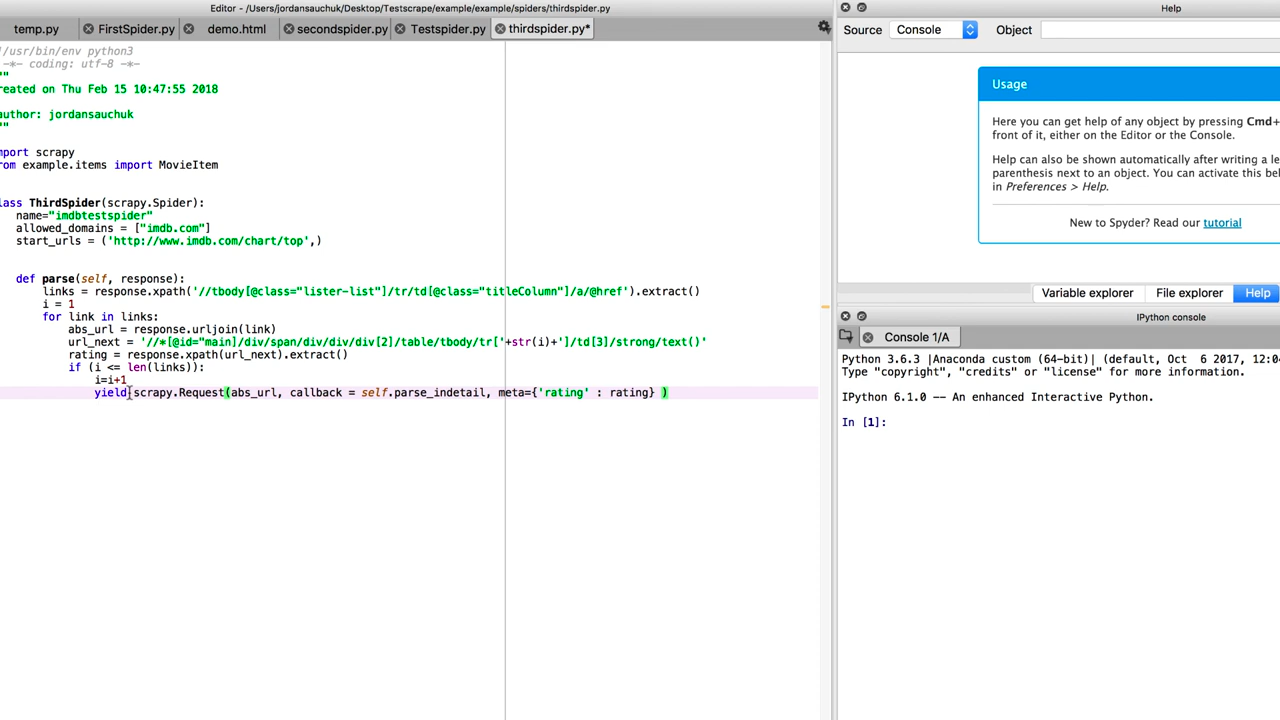 Editor - /Users/jordansauchuk/Desktop/Testscrape/example/example/spiders/thirdspider.py
temp.py
FirstSpider.py
demo.html
secondspider.py
Testspider.py
thirdspider.py*
!/usr/bin/env python3
-*- coding: utf-8 -*-
""
reated on Thu Feb 15 10:47:55 2018
author: jordansauchuk
""
mport scrapy
rom example.items import MovieItem
lass ThirdSpider(scrapy.Spider):
name="imdbtestspider"
allowed_domains = ["imdb.com"]
start_urls = ('http://www.imdb.com/chart/top',)
def parse(self, response):
links = response.xpath('//tbody[@class="lister-list"]/tr/td[@class="titleColumn"]/a/@href').extract()
i = 1
for link in links:
abs_url = response.urljoin(link)
url_next = '//*[@id="main]/div/span/div/div/div[2]/table/tbody/tr['+str(i)+']/td[3]/strong/text()'
rating = response.xpath(url_next).extract()
if (i <= len(links)):
i=i+1
yield scrapy.Request(abs_url, callback = self.parse_indetail, meta={'rating' : rating} )
Help
Source Console Object
Usage
Here you can get help of any object by pressing Cmd+
front of it, either on the Editor or the Console.
Help can also be shown automatically after writing a le
parenthesis next to an object. You can activate this beh
in Preferences > Help.
New to Spyder? Read our tutorial
Variable explorer File explorer Help
IPython console
Console 1/A
Python 3.6.3 |Anaconda custom (64-bit)| (default, Oct 6 2017, 12:04
Type "copyright", "credits" or "license" for more information.
IPython 6.1.0 -- An enhanced Interactive Python.
In [1]: